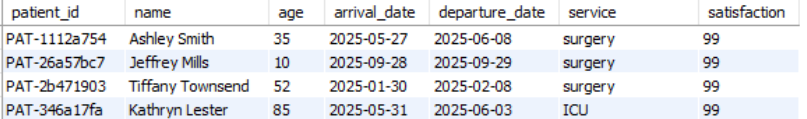 patient_id name age arrival_date departure_date service satisfaction
PAT-1112a754 Ashley Smith 35 2025-05-27 2025-06-08 surgery 99
PAT-26a57bc7 Jeffrey Mills 10 2025-09-28 2025-09-29 surgery 99
PAT-2b471903 Tiffany Townsend 52 2025-01-30 2025-02-08 surgery 99
PAT-346a17fa Kathryn Lester 85 2025-05-31 2025-06-03 ICU 99